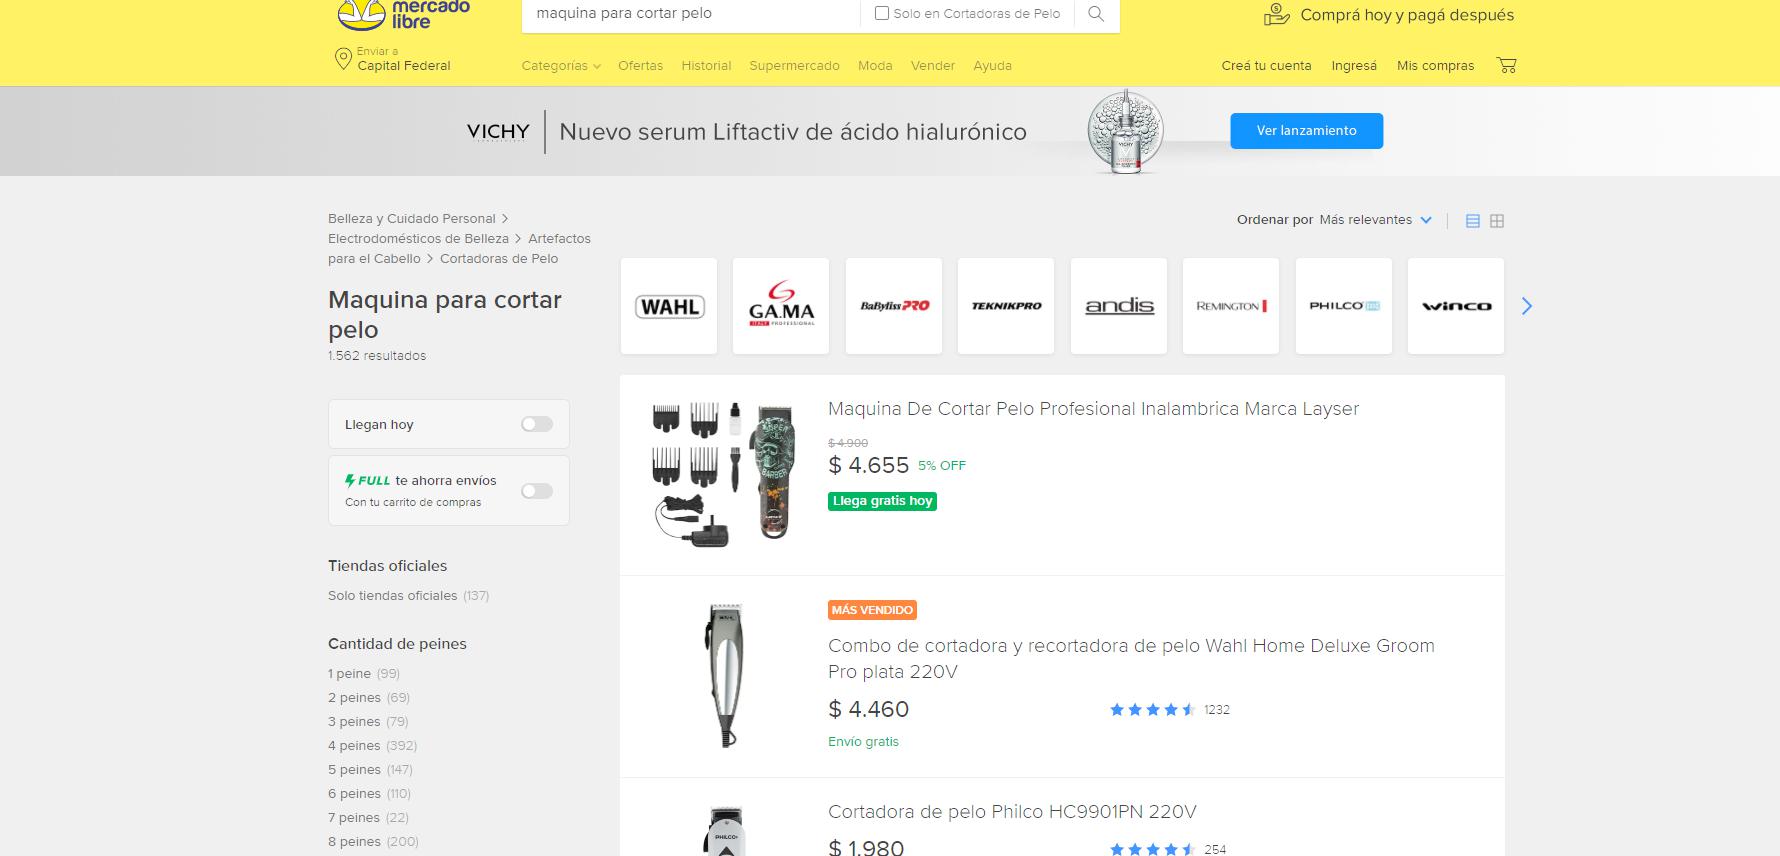 mercado
libre
maquina para cortar pelo
Solo en Cortadoras de Pelo
Comprá hoy y pagá después
Enviar a
Capital Federal
Categorías
Ofertas
Historial
Supermercado
Moda
Vender
Ayuda
Creá tu cuenta
Ingresá
Mis compras
VICHY
Nuevo serum Liftactiv de ácido hialurónico
VICHY
Ver lanzamiento
Belleza y Cuidado Personal >
Electrodomésticos de Belleza > Artefactos
para el Cabello > Cortadoras de Pelo
Maquina para cortar
pelo
1.562 resultados
Llegan hoy
FULL te ahorra envíos
Con tu carrito de compras
Tiendas oficiales
Solo tiendas oficiales (137)
Cantidad de peines
1 peine (99)
2 peines (69)
3 peines (79)
4 peines (392)
5 peines (147)
6 peines (110)
7 peines (22)
8 peines (200)
Ordenar por Más relevantes
WAHL
GA.MA
ITALY PROFESSIONAL
BaBylissPRO
TEKNIKPRO
andis
REMINGTON
PHILCO
winco
Maquina De Cortar Pelo Profesional Inalambrica Marca Layser
$ 4.900
$ 4.655 5% OFF
Llega gratis hoy
BARBER
WAHL
MÁS VENDIDO
Combo de cortadora y recortadora de pelo Wahl Home Deluxe Groom
Pro plata 220V
$ 4.460
1232
Envío gratis
PHILCO
Cortadora de pelo Philco HC9901PN 220V
$ 1.980
254